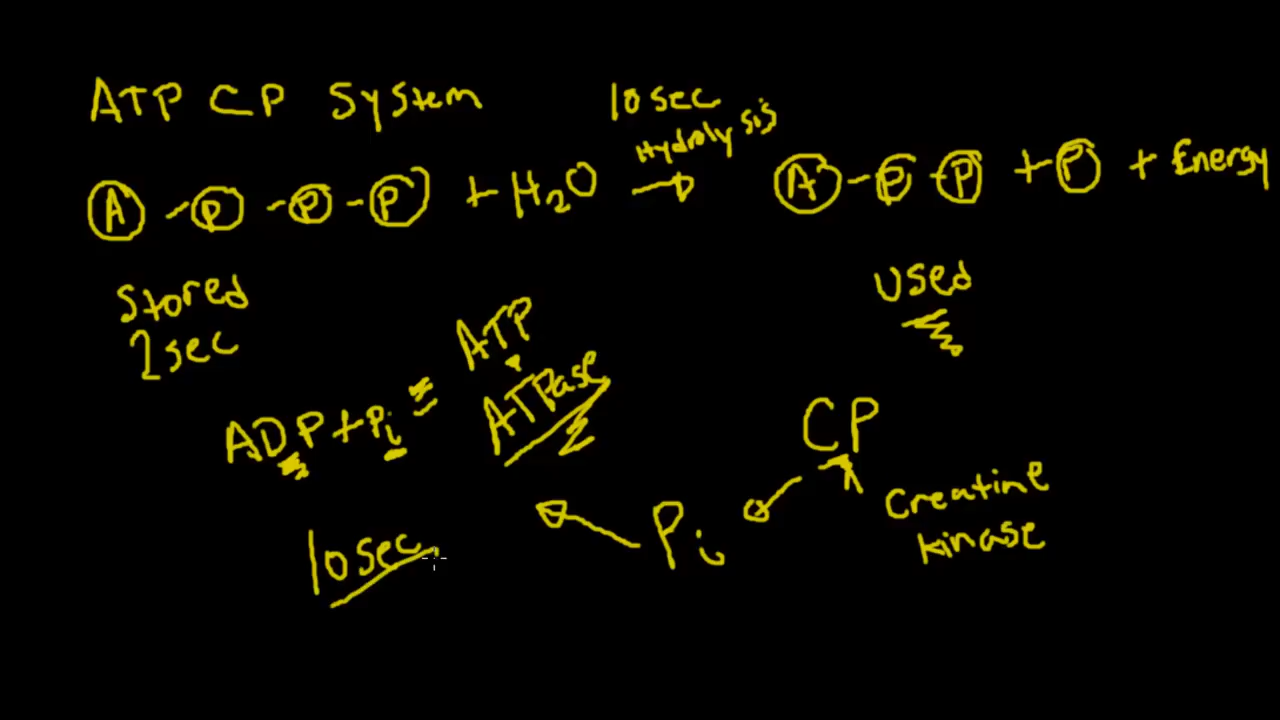 ATP CP System
10 sec
Hydrolysis
A - P - P - P + H2O → A - P - P + P + Energy
Stored
2 sec
Used
ADP + Pi = ATP
ATPase
CP
Creatine
kinase
Pi
10 sec